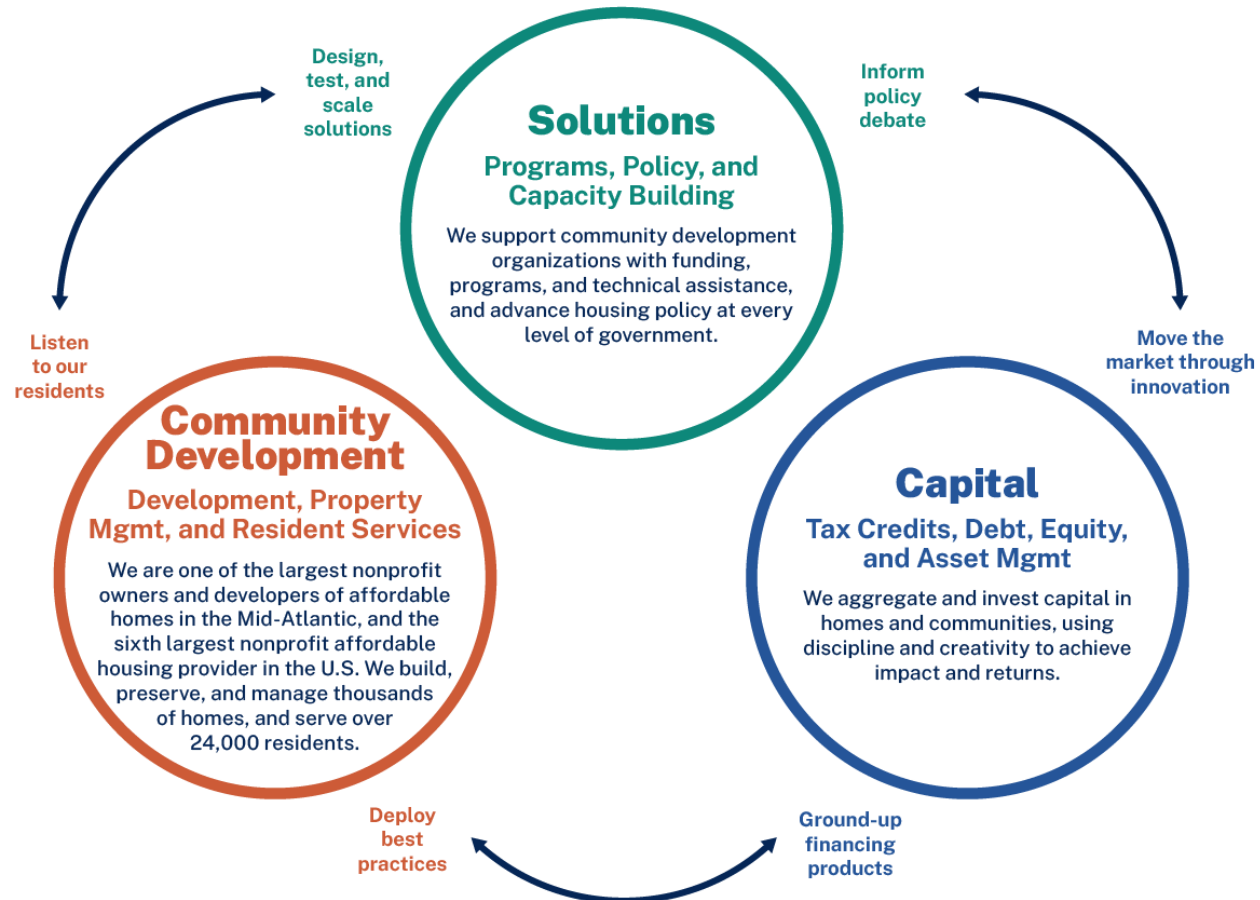 Design,
test, and
scale
solutions
Inform
policy
debate
Solutions
Programs, Policy, and
Capacity Building
We support community development
organizations with funding,
programs, and technical assistance,
and advance housing policy at every
level of government.
Listen
to our
residents
Move the
market through
innovation
Community
Development
Development, Property
Mgmt, and Resident Services
We are one of the largest nonprofit
owners and developers of affordable
homes in the Mid-Atlantic, and the
sixth largest nonprofit affordable
housing provider in the U.S. We build,
preserve, and manage thousands
of homes, and serve over
24,000 residents.
Capital
Tax Credits, Debt, Equity,
and Asset Mgmt
We aggregate and invest capital in
homes and communities, using
discipline and creativity to achieve
impact and returns.
Deploy
best
practices
Ground-up
financing
products